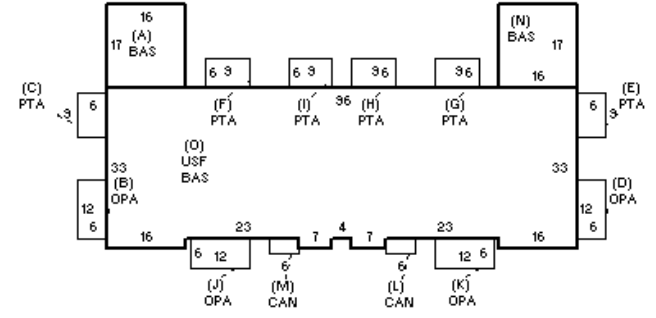 16
(A)
BAS
17
(N)
BAS
17
16
6 9
6 9
9 6
9 6
(C)
PTA
9
6
(F)
PTA
(I)
PTA
96
(H)
PTA
(G)
PTA
6
9
(E)
PTA
33
(O)
USF
BAS
33
(B)
OPA
12
6
(D)
OPA
12
6
16
23
7
4
7
23
16
6
12
6
6
12
6
(J)
OPA
(M)
CAN
(L)
CAN
(K)
OPA